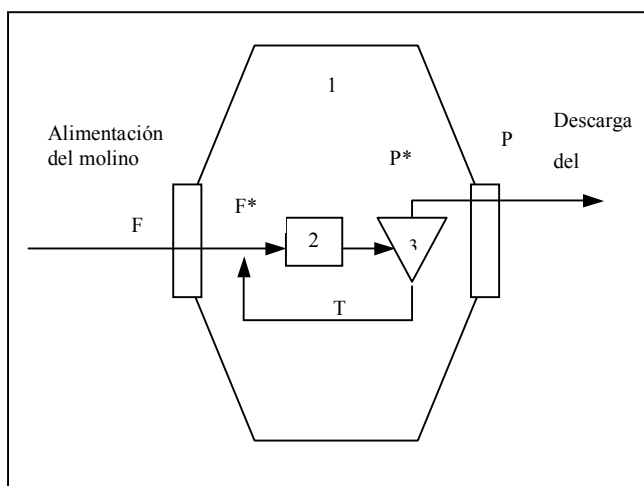 1
Alimentación
del molino
Descarga
del
P
P*
F
F*
2
3
T